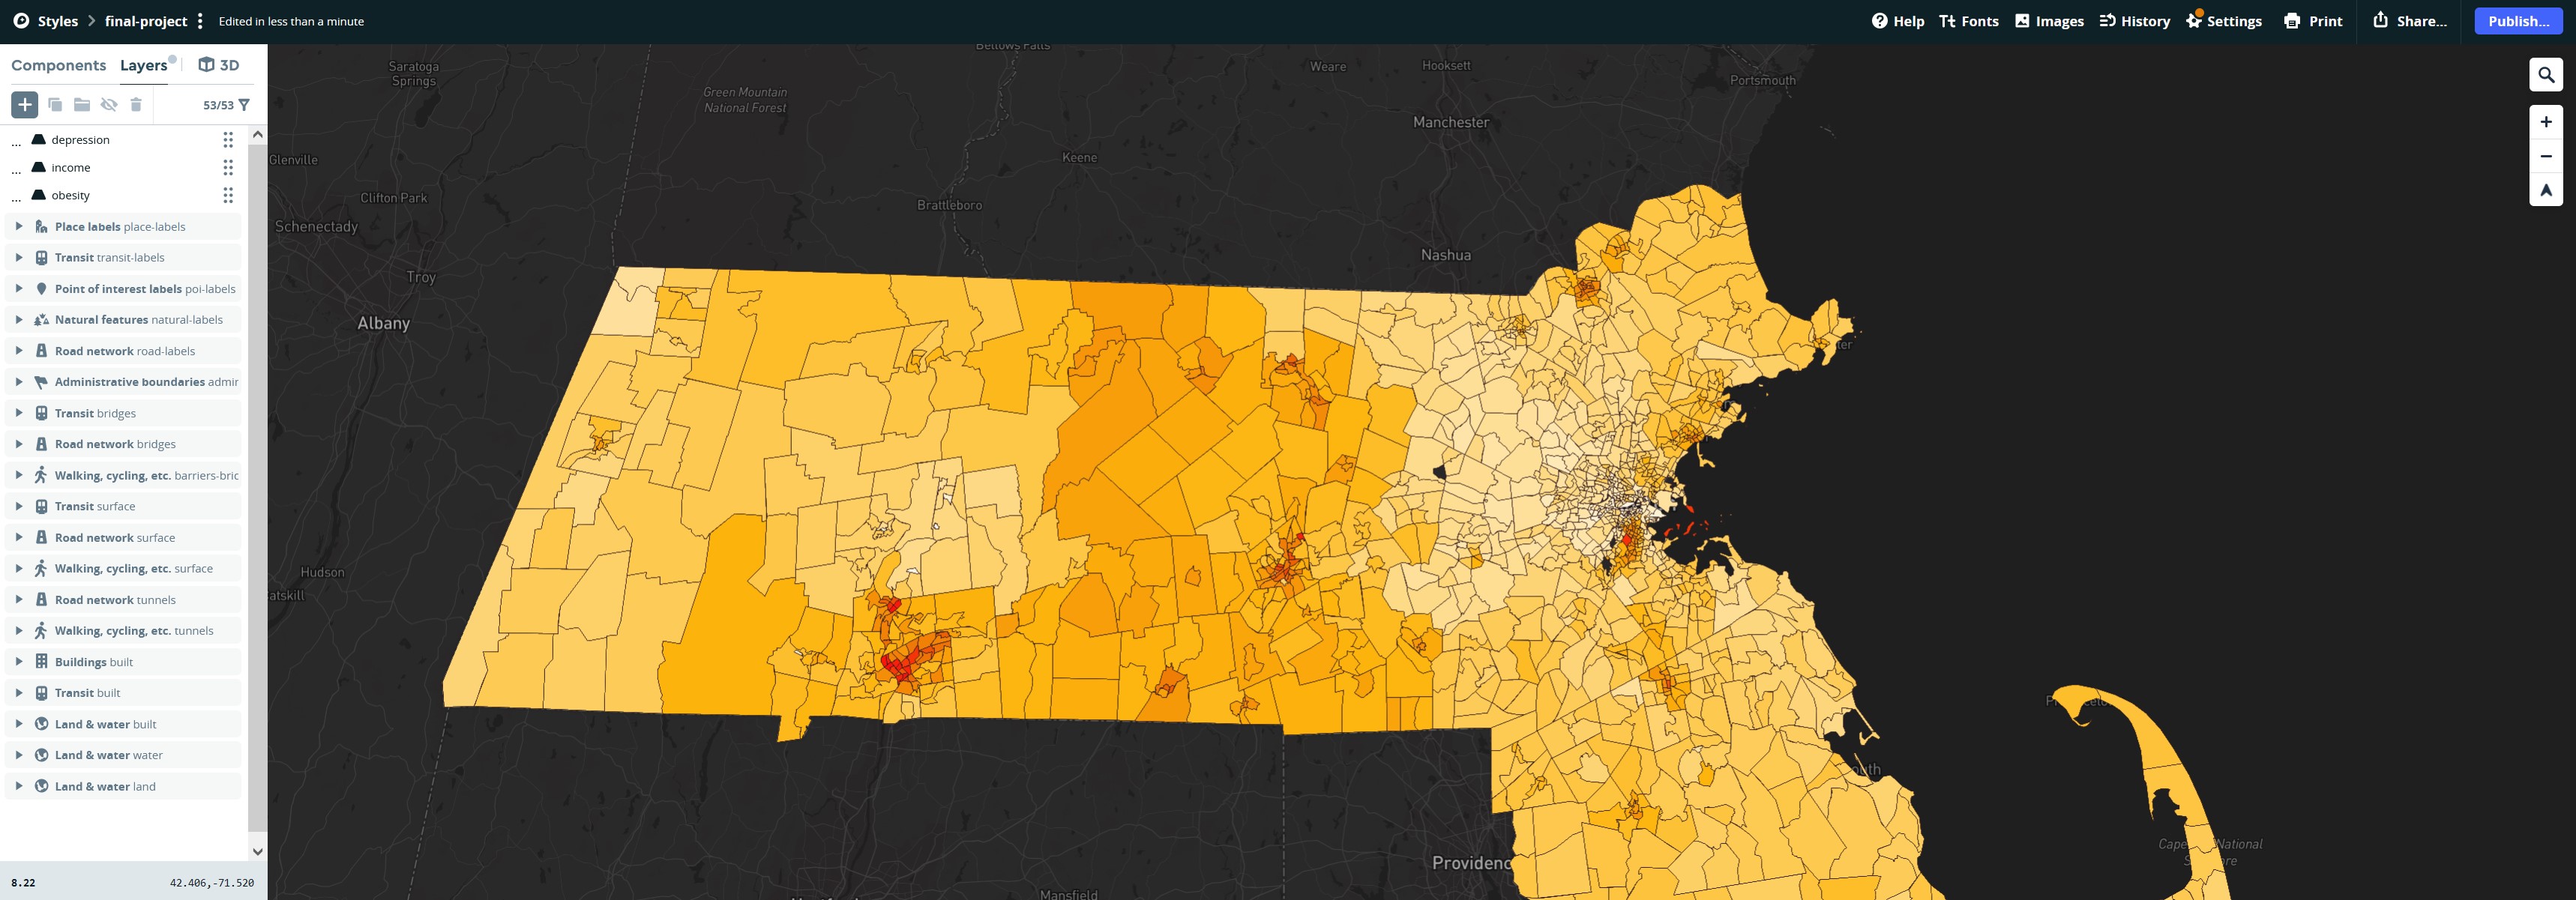 Styles final-project Edited in less than a minute Help Fonts Images History Settings Print Share... Publish...
Components Layers 3D
53/53
... depression
... income
... obesity
Place labels place-labels
Transit transit-labels
Point of interest labels poi-labels
Natural features natural-labels
Road network road-labels
Administrative boundaries admir
Transit bridges
Road network bridges
Walking, cycling, etc. barriers-bric
Transit surface
Road network surface
Walking, cycling, etc. surface
Road network tunnels
Walking, cycling, etc. tunnels
Buildings built
Transit built
Land & water built
Land & water water
Land & water land
8.22 42.406,-71.520
Bellows Falls
Saratoga
Springs
Weare
Hooksett
Portsmouth
Green Mountain
National Forest
Manchester
Glenville
Keene
Clifton Park
Brattleboro
Schenectady
Nashua
Troy
Albany
Hudson
atskill
Providenc
Mansfield